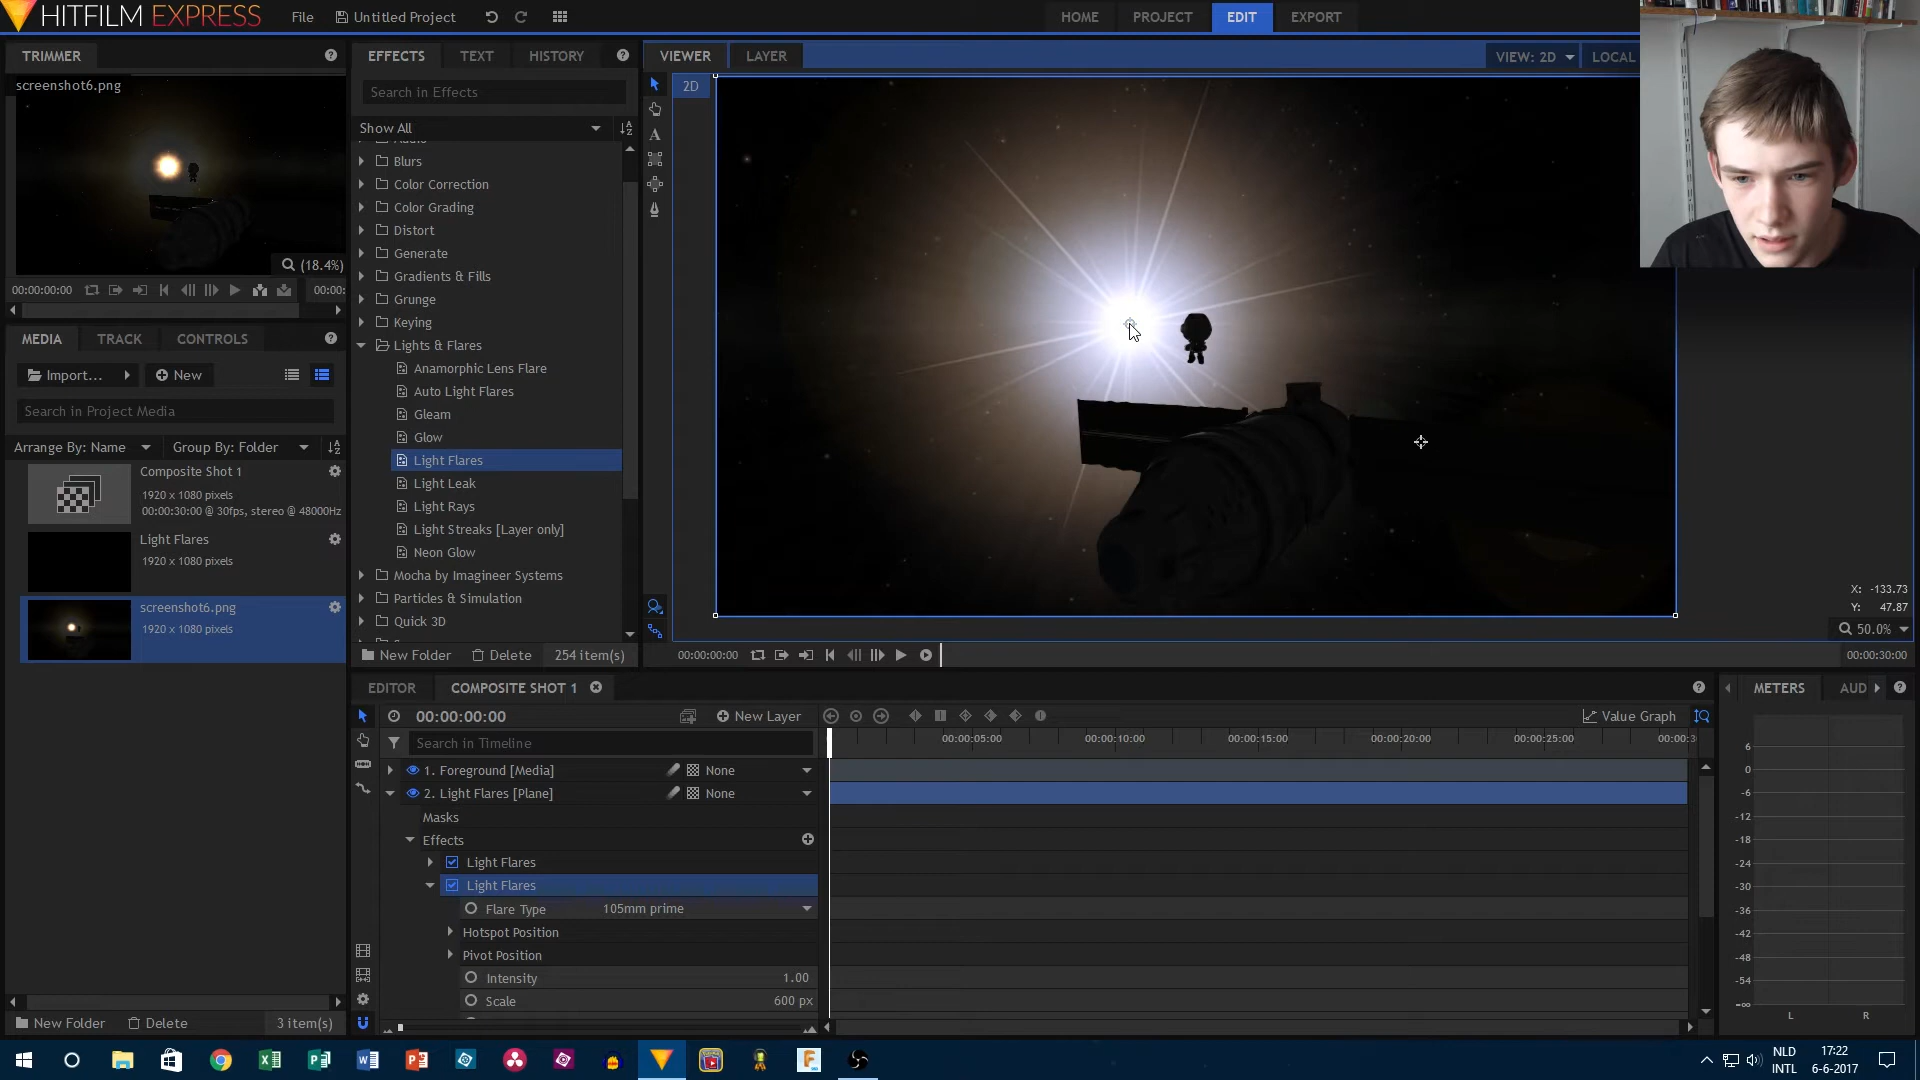 HITFILM EXPRESS File Untitled Project HOME PROJECT EDIT EXPORT
TRIMMER EFFECTS TEXT HISTORY VIEWER LAYER VIEW: 2D LOCAL
screenshot6.png
2D
Search in Effects
Show All
Blurs
Color Correction
Color Grading
Distort
Generate
Gradients & Fills
Grunge
Keying
Lights & Flares
Anamorphic Lens Flare
Auto Light Flares
Gleam
Glow
Light Flares
Light Leak
Light Rays
Light Streaks [Layer only]
Neon Glow
Mocha by Imagineer Systems
Particles & Simulation
Quick 3D
New Folder Delete 254 item(s)
(18.4%)
00:00:00:00 00:00:
MEDIA TRACK CONTROLS
Import... New
Search in Project Media
Arrange By: Name Group By: Folder
Composite Shot 1
1920 x 1080 pixels
00:00:30:00 @ 30fps, stereo @ 48000Hz
Light Flares
1920 x 1080 pixels
screenshot6.png
1920 x 1080 pixels
New Folder Delete 3 item(s)
X: -133.73
Y: 47.87
50.0%
00:00:00:00 00:00:30:00
EDITOR COMPOSITE SHOT 1 METERS AUD
00:00:00:00 New Layer Value Graph
Search in Timeline 00:00:05:00 00:00:10:00 00:00:15:00 00:00:20:00 00:00:25:00 00:00:3
1. Foreground [Media] None
2. Light Flares [Plane] None
Masks
Effects
Light Flares
Light Flares
Flare Type 105mm prime
Hotspot Position
Pivot Position
Intensity 1.00
Scale 600 px
6
0
-6
-12
-18
-24
-30
-36
-42
-48
-54
-∞
L R
NLD 17:22
INTL 6-6-2017